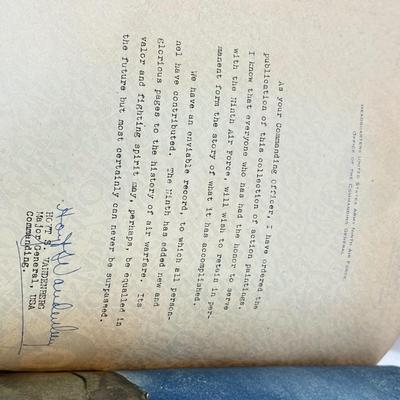 HEADQUARTERS UNITED STATES ARMY NINTH AIR FORCE
OFFICE OF THE COMMANDING GENERAL
As your Commanding Officer, I have ordered the
publication of this collection of action paintings.
I know that everyone who has had the honor to serve
with the Ninth Air Force, will wish to retain in per-
manent form the story of what it has accomplished.
We have an enviable record, to which all person-
nel have contributed. The Ninth has added new and
glorious pages to the history of air warfare. Its
valor and fighting spirit may, perhaps, be equalled in
the future but most certainly can never be surpassed.
Hoyt S Vandenberg
HOYT S. VANDENBERG
Major General, USA
Commanding.